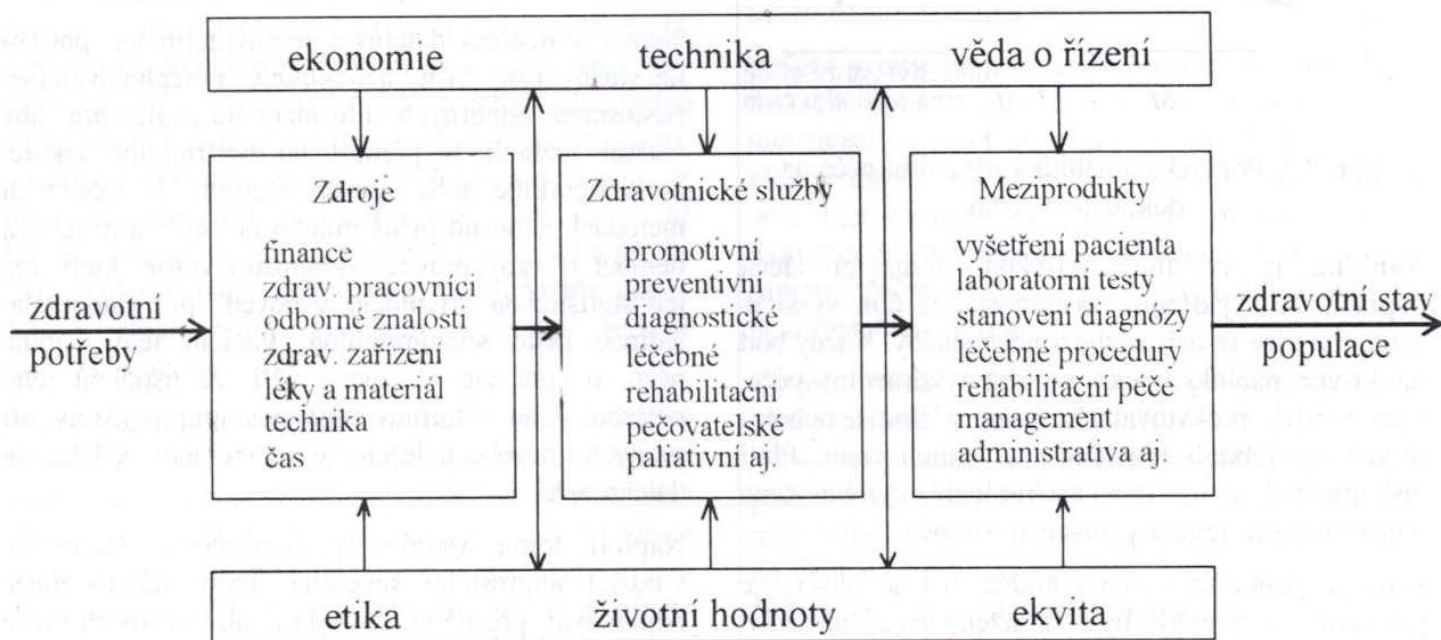 ekonomie technika věda o řízení
Zdroje
finance
zdrav. pracovníci
odborné znalosti
zdrav. zařízení
léky a materiál
technika
čas
Zdravotnické služby
promotivní
preventivní
diagnostické
léčebné
rehabilitační
pečovatelské
paliativní aj.
Meziprodukty
vyšetření pacienta
laboratorní testy
stanovení diagnózy
léčebné procedury
rehabilitační péče
management
administrativa aj.
zdravotní
potřeby
zdravotní stav
populace
etika životní hodnoty ekvita